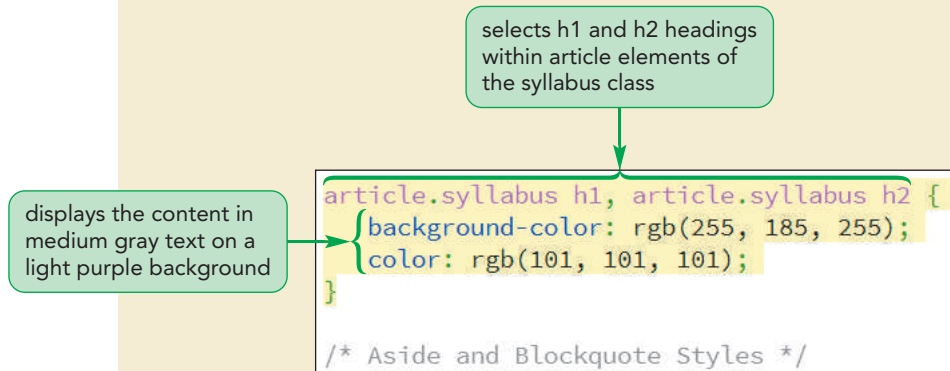 selects h1 and h2 headings
within article elements of
the syllabus class
article.syllabus h1, article.syllabus h2 {
displays the content in
medium gray text on a
light purple background
background-color: rgb(255, 185, 255);
color: rgb(101, 101, 101);
}
/* Aside and Blockquote Styles */